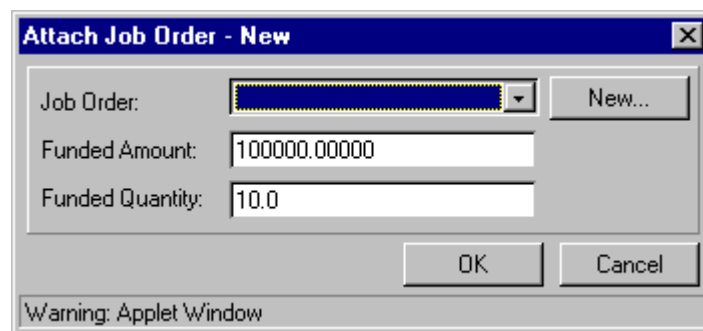 Attach Job Order - New
Job Order:
New...
Funded Amount: 100000.00000
Funded Quantity: 10.0
OK Cancel
Warning: Applet Window